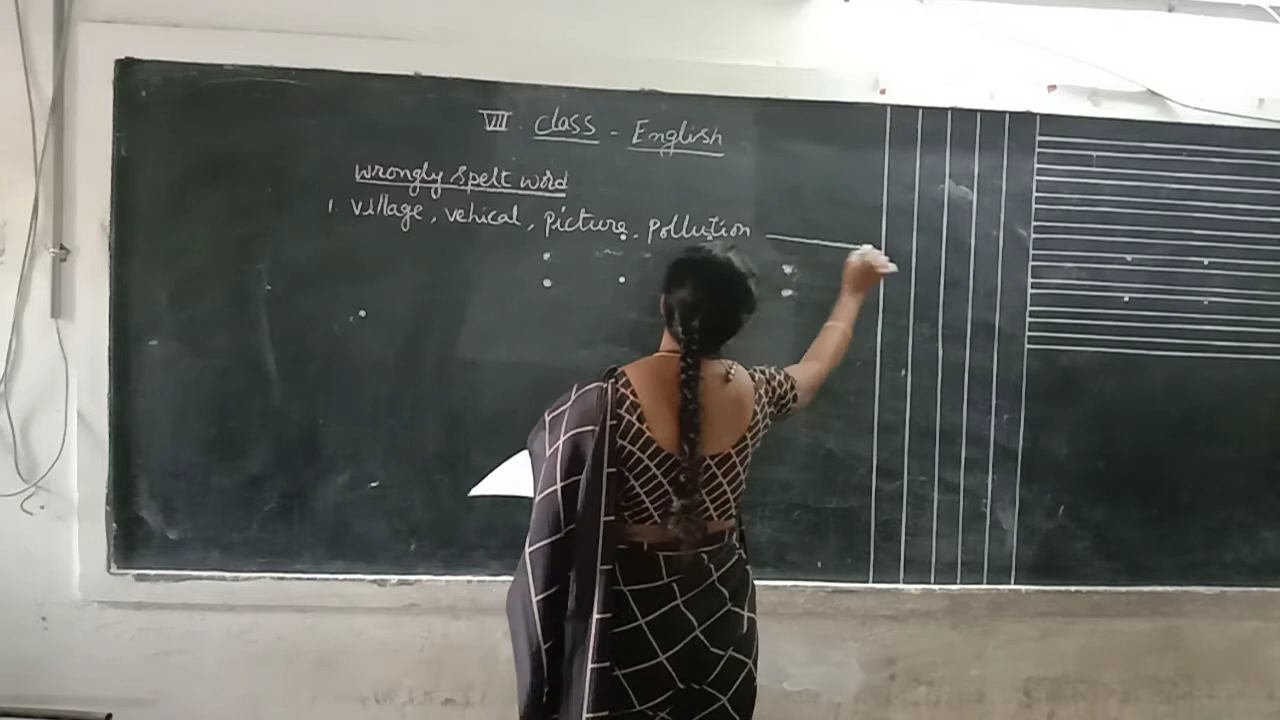 VII. Class - English
Wrongly spelt word
1. village, vehical, picture, pollution